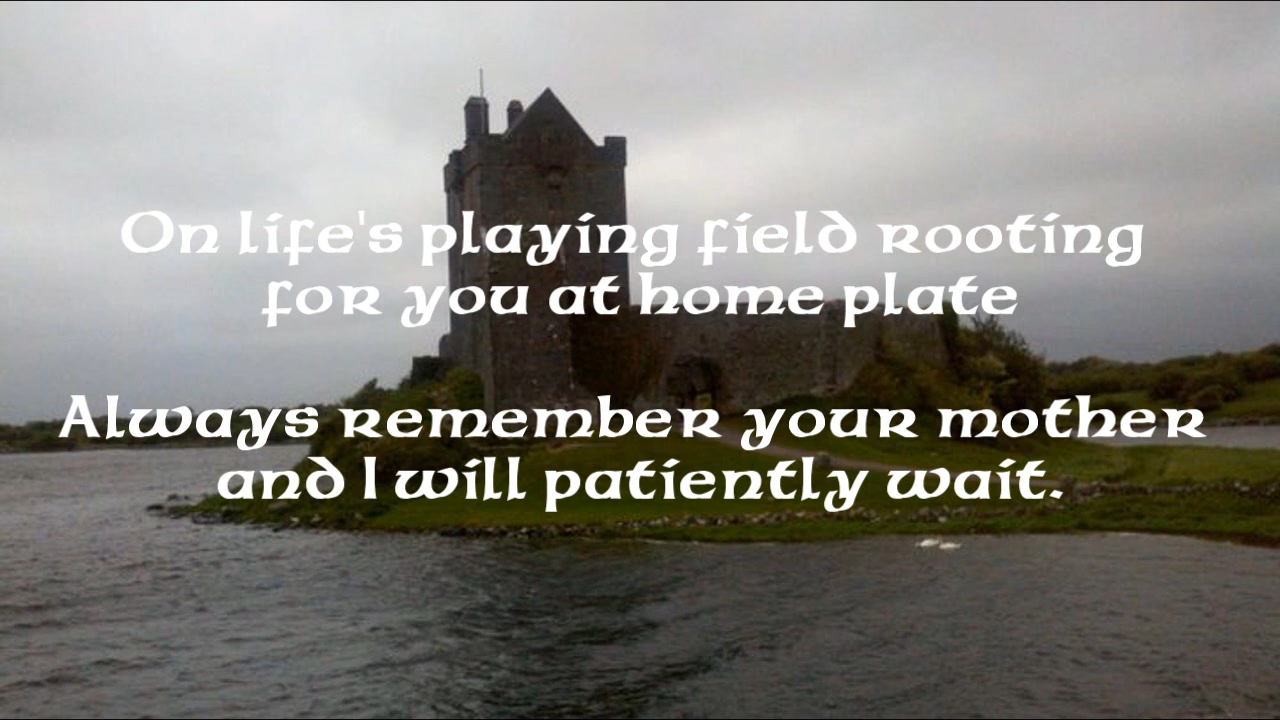 On life's playing field rooting
for you at home plate
Always remember your mother
and I will patiently wait.